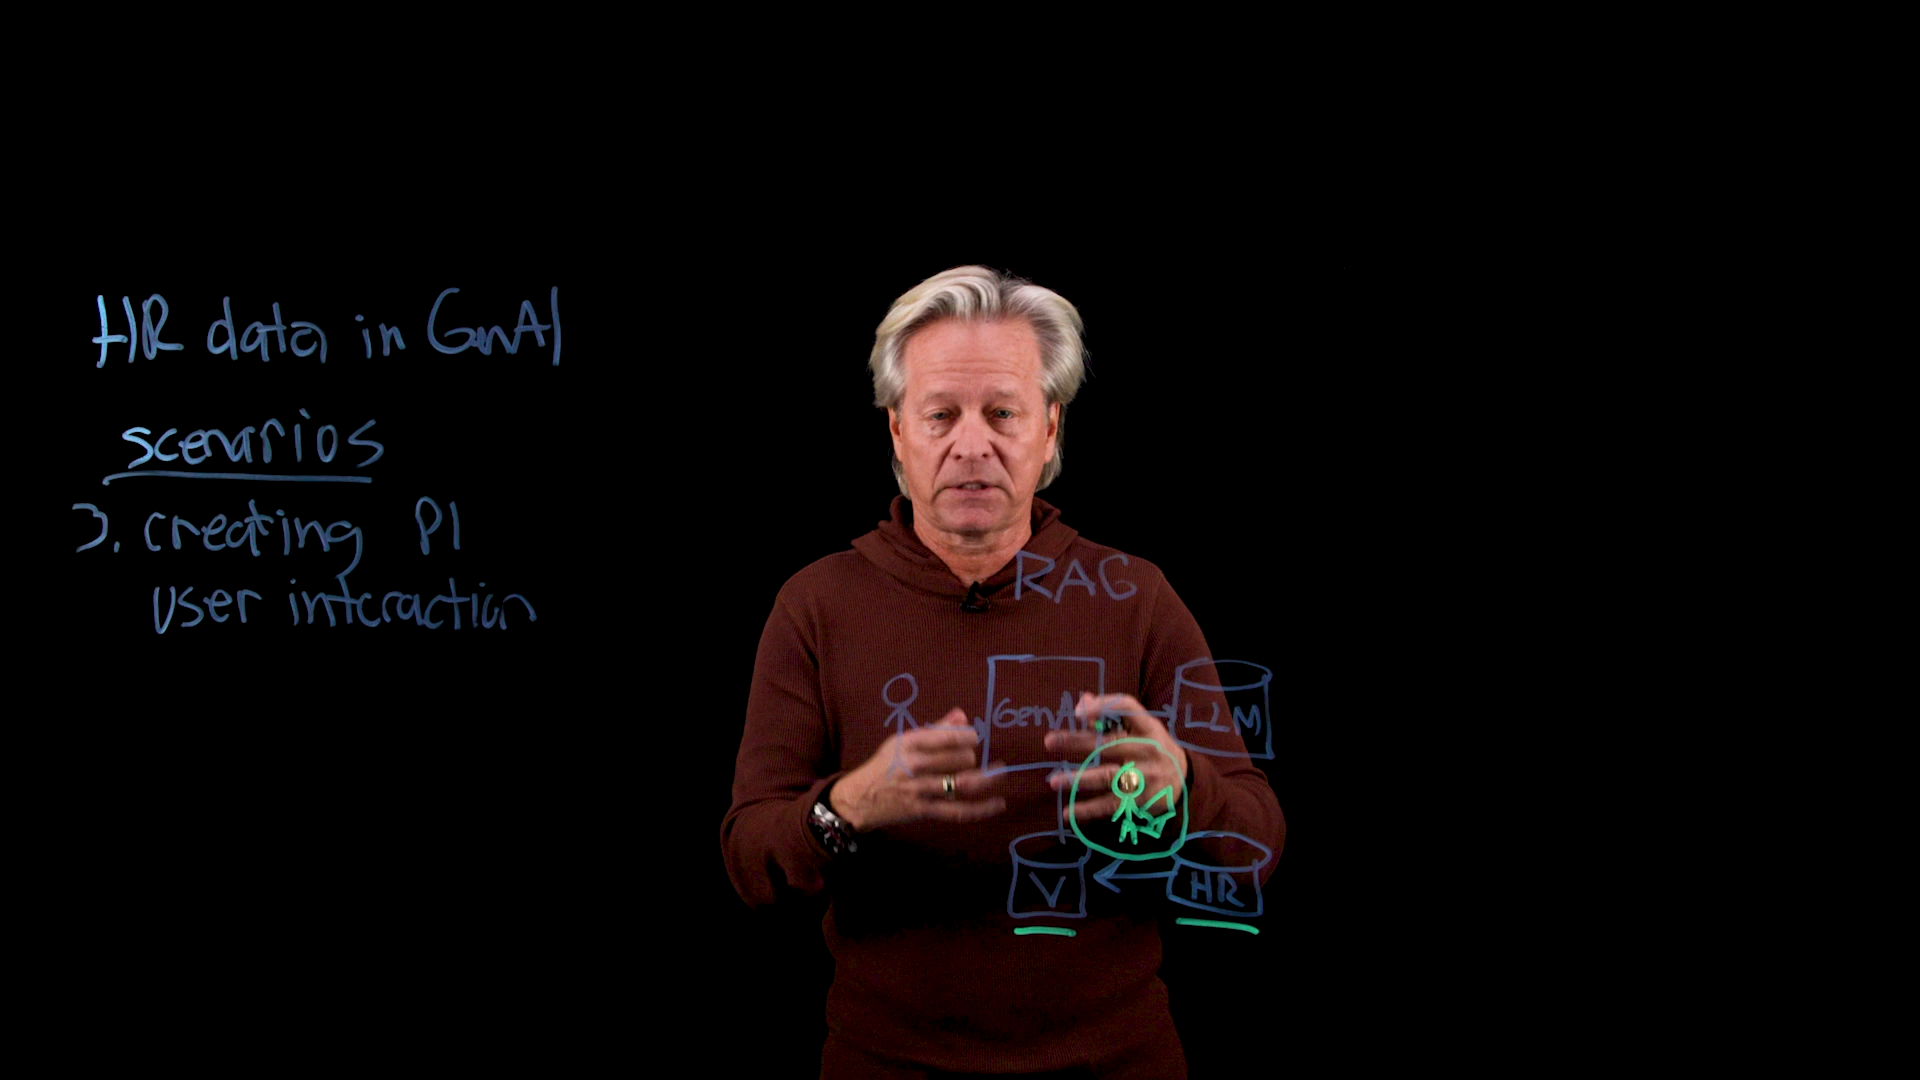 HR data in GenAI
scenarios
3. creating PI
user interaction
RAG
GenAI
LLM
V
HR